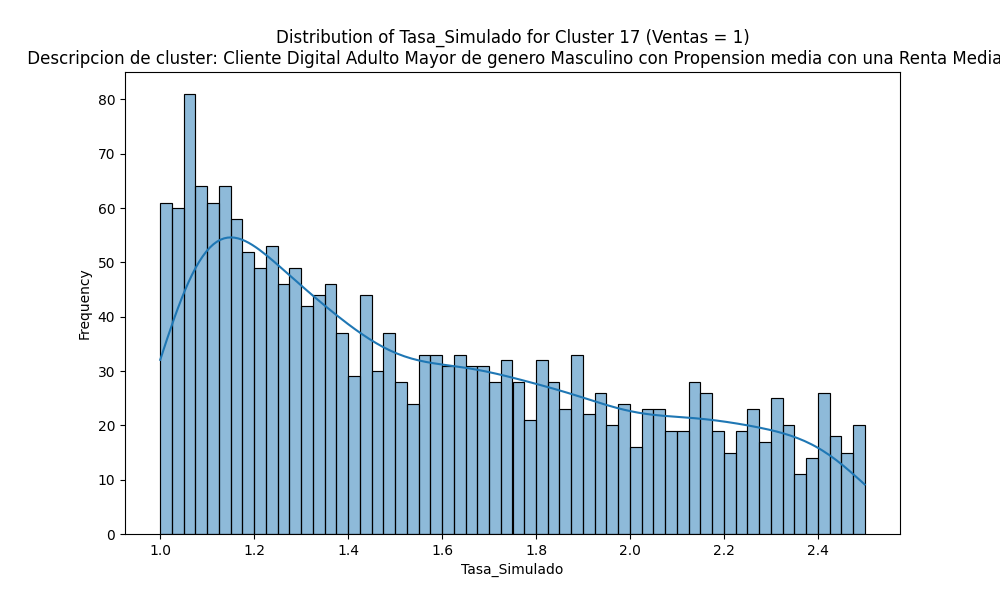 Distribution of Tasa_Simulado for Cluster 17 (Ventas = 1)
Descripcion de cluster: Cliente Digital Adulto Mayor de genero Masculino con Propension media con una Renta Media
80
70
60
50
40
30
20
10
0
Frequency
1.0 1.2 1.4 1.6 1.8 2.0 2.2 2.4
Tasa_Simulado